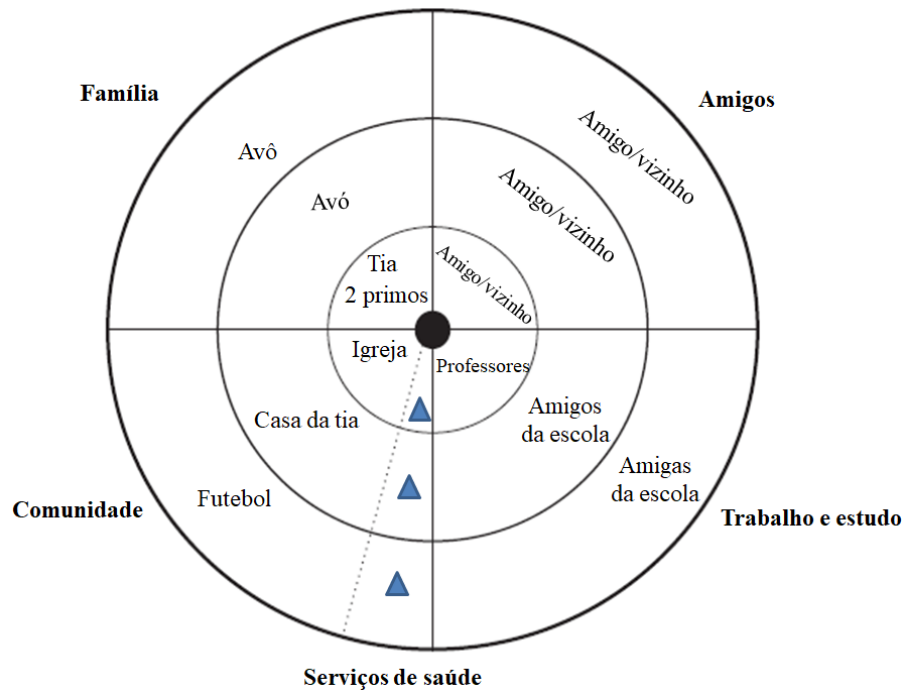 Família
Amigos
Amigo/vizinho
Avô
Amigo/vizinho
Avó
Tia
2 primos
Amigo/vizinho
Igreja
Professores
Casa da tia
Amigos
da escola
Futebol
Amigas
da escola
Comunidade
Trabalho e estudo
Serviços de saúde